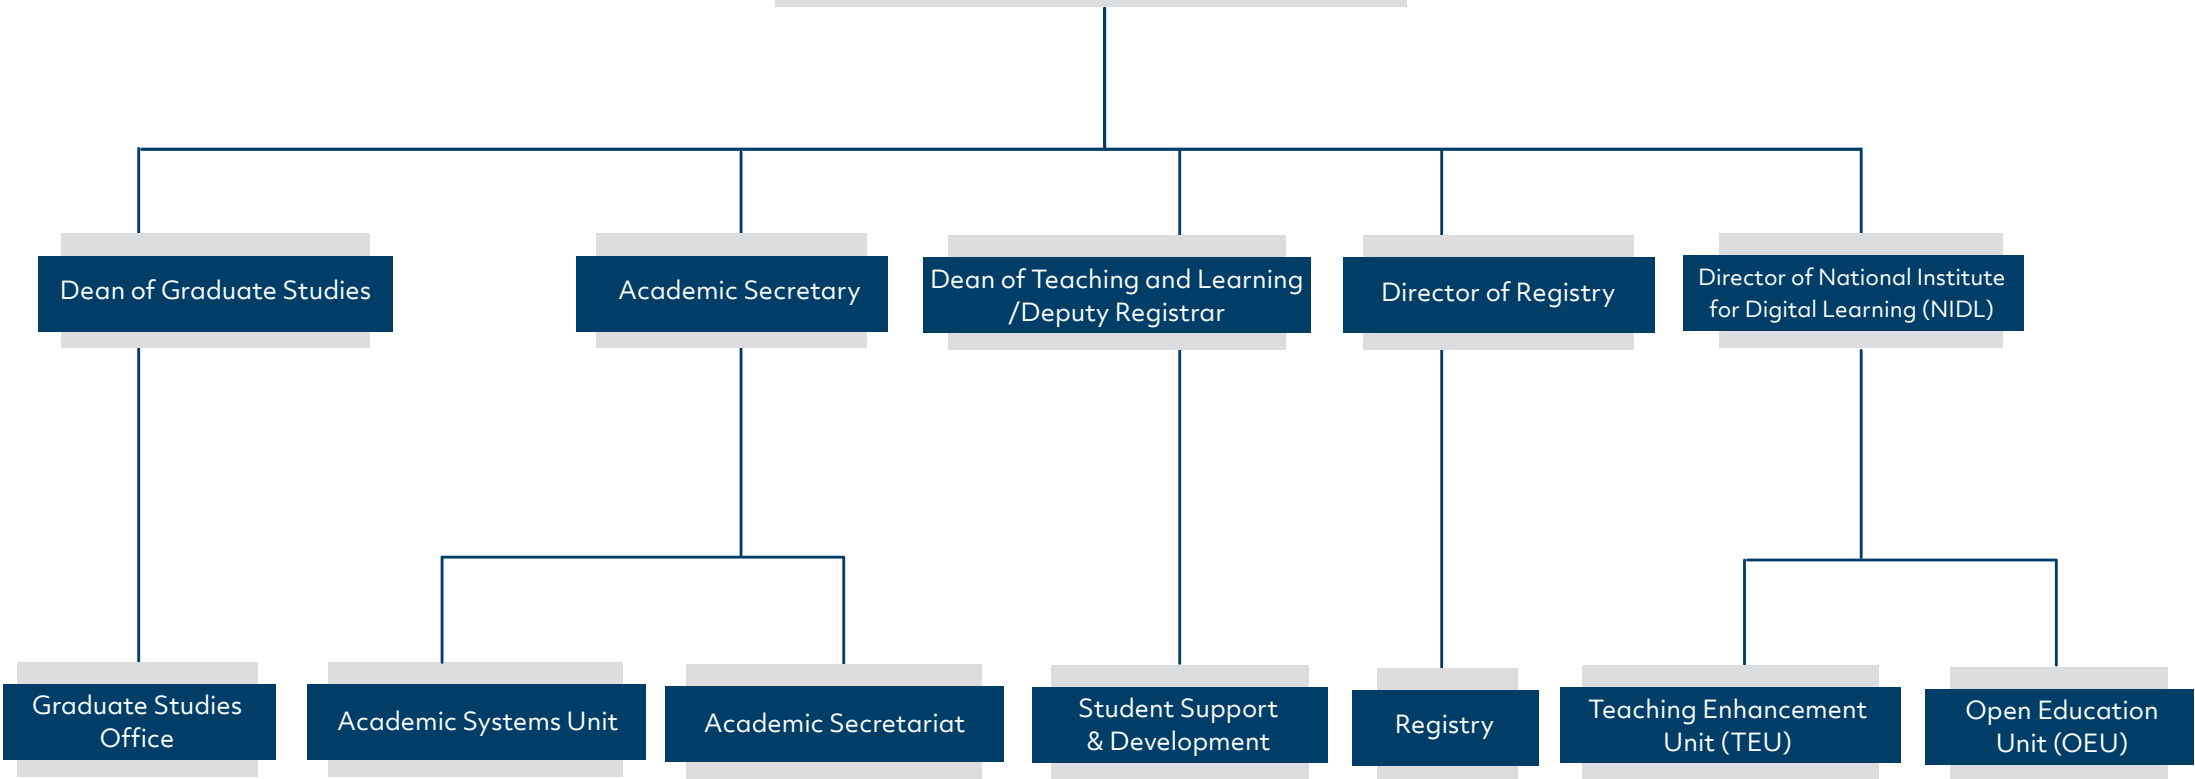 Dean of Graduate Studies
Academic Secretary
Dean of Teaching and Learning
/Deputy Registrar
Director of Registry
Director of National Institute
for Digital Learning (NIDL)
Graduate Studies
Office
Academic Systems Unit
Academic Secretariat
Student Support
& Development
Registry
Teaching Enhancement
Unit (TEU)
Open Education
Unit (OEU)